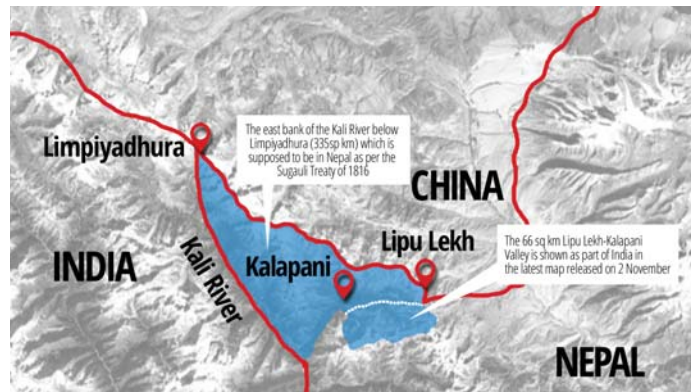 Limpiyadhura
The east bank of the Kali River below
Limpiyadhura (335sp km) which is
supposed to be in Nepal as per the
Sugauli Treaty of 1816
CHINA
Lipu Lekh
INDIA
Kali River
Kalapani
The 66 sq km Lipu Lekh-Kalapani
Valley is shown as part of India in
the latest map released on 2 November
NEPAL